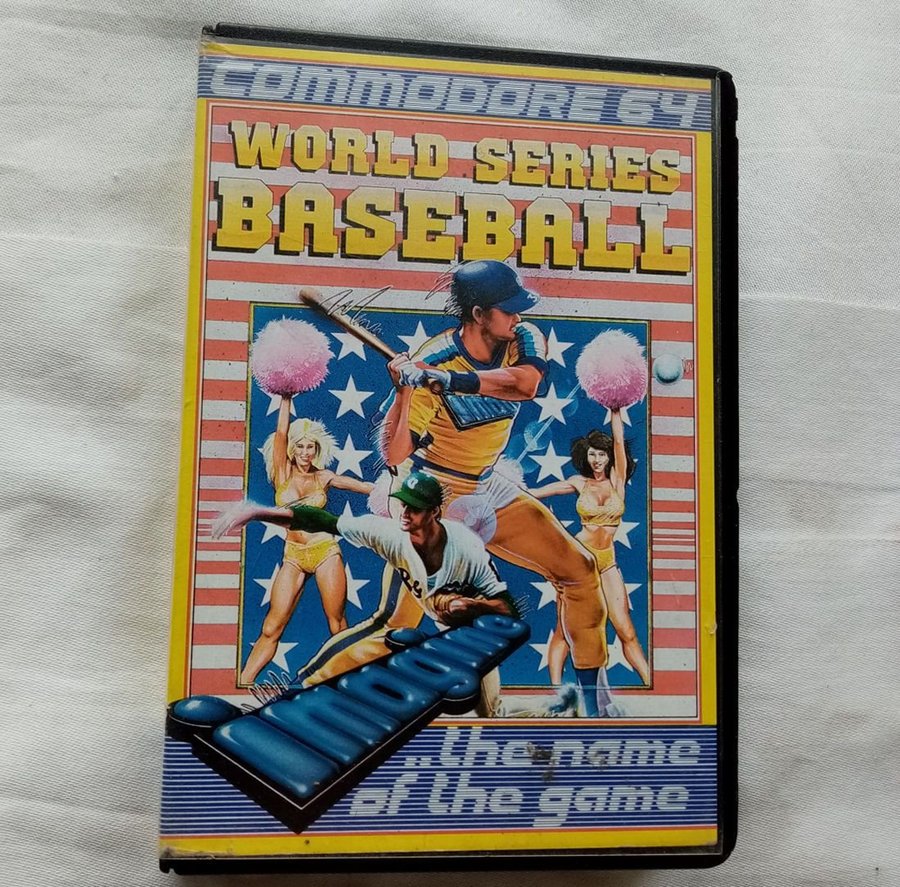 COMMODORE 64
WORLD SERIES
BASEBALL
imagine
...the name
of the game